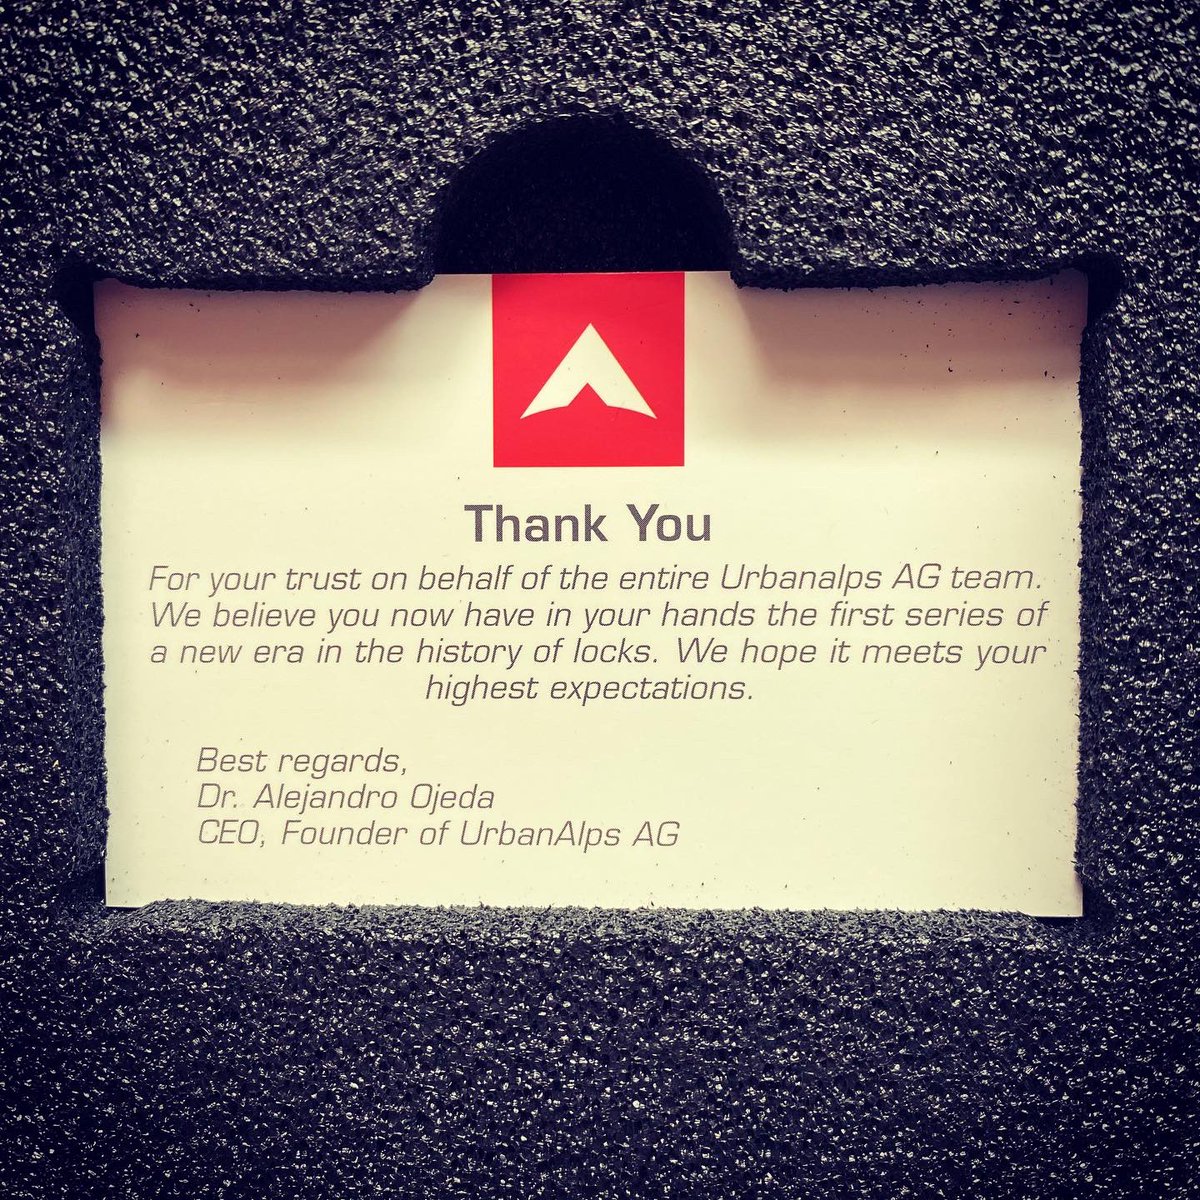 Thank You
For your trust on behalf of the entire Urbanalps AG team.
We believe you now have in your hands the first series of
a new era in the history of locks. We hope it meets your
highest expectations.
Best regards,
Dr. Alejandro Ojeda
CEO, Founder of UrbanAlps AG